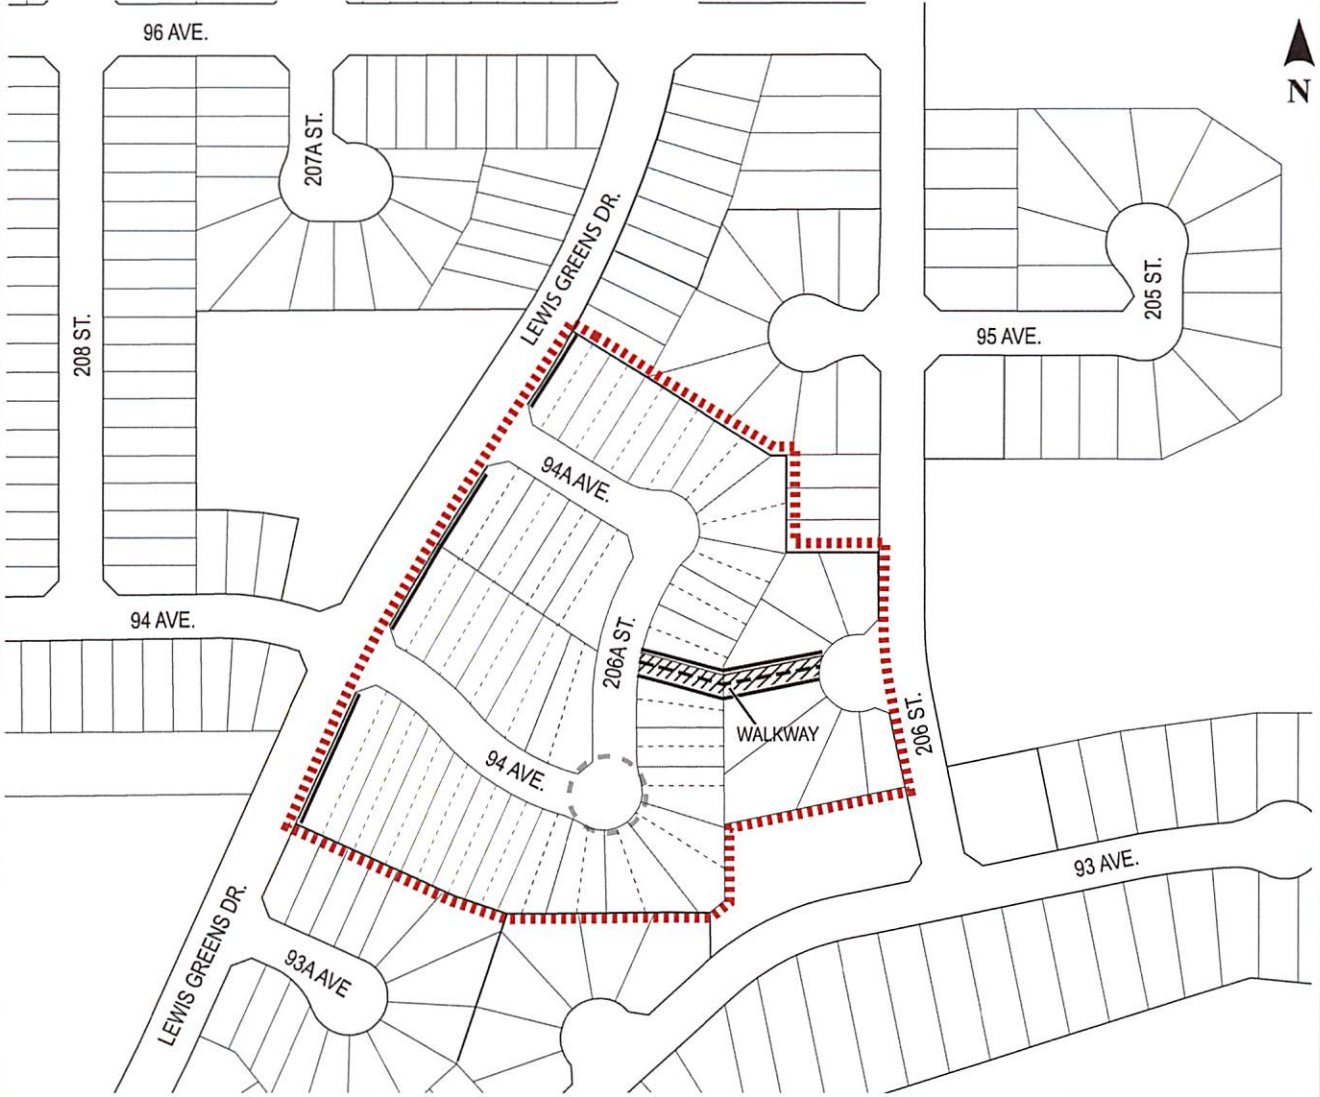 96 AVE.
N
207A ST.
LEWIS GREENS DR.
205 ST.
208 ST.
95 AVE.
94A AVE.
94 AVE.
206A ST.
206 ST.
WALKWAY
94 AVE.
93 AVE.
LEWIS GREENS DR.
93A AVE